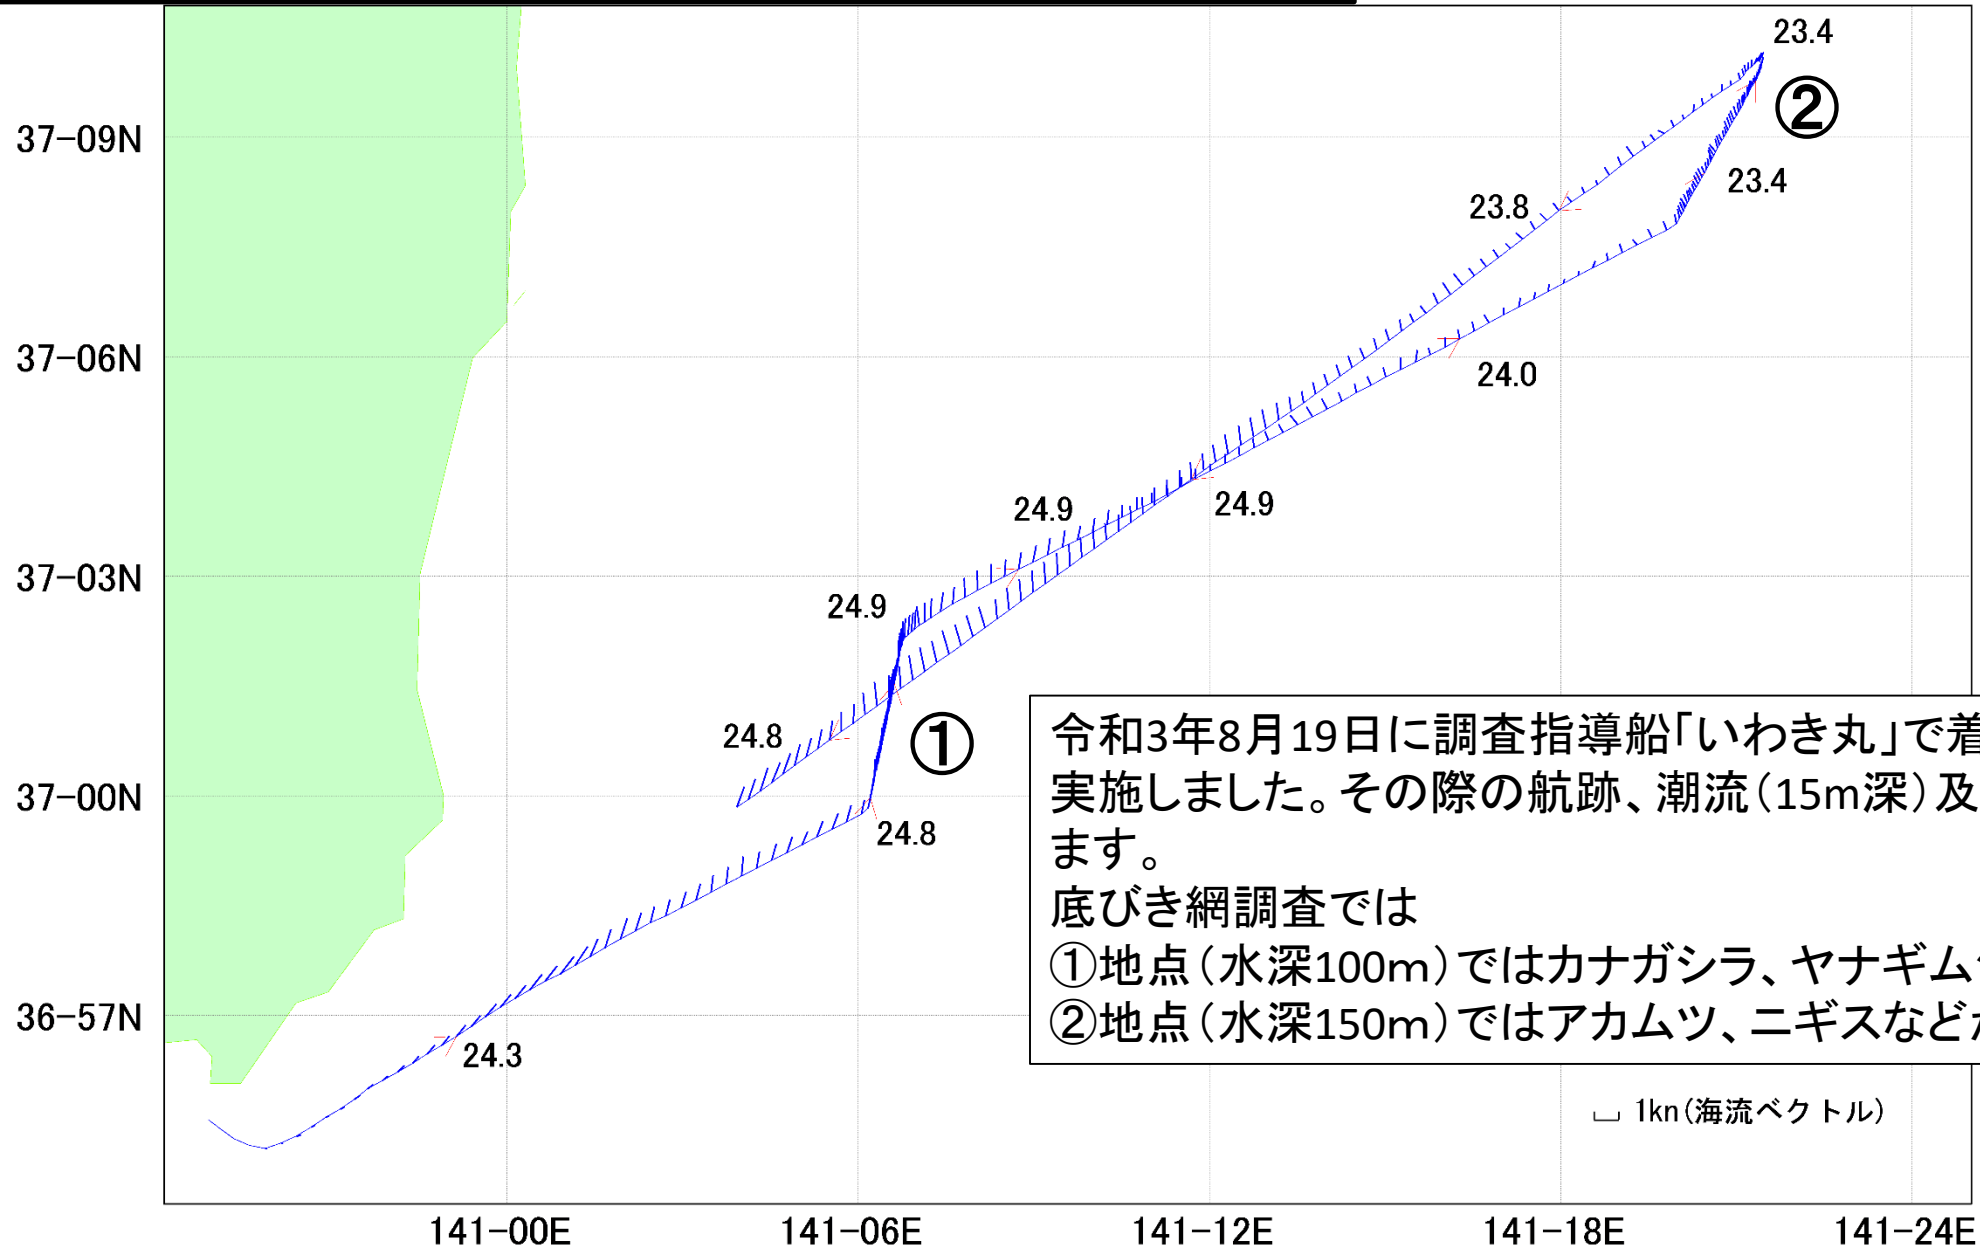 23.4
②
37-09N
23.4
23.8
37-06N
24.0
24.9
24.9
37-03N
24.9
24.8
①
37-00N
24.8
令和3年8月19日に調査指導船「いわき丸」で着
実施しました。その際の航跡、潮流(15m深)及
ます。
底びき網調査では
①地点(水深100m)ではカナガシラ、ヤナギム
②地点(水深150m)ではアカムツ、ニギスなど
36-57N
24.3
1kn(海流ベクトル)
141-00E
141-06E
141-12E
141-18E
141-24E